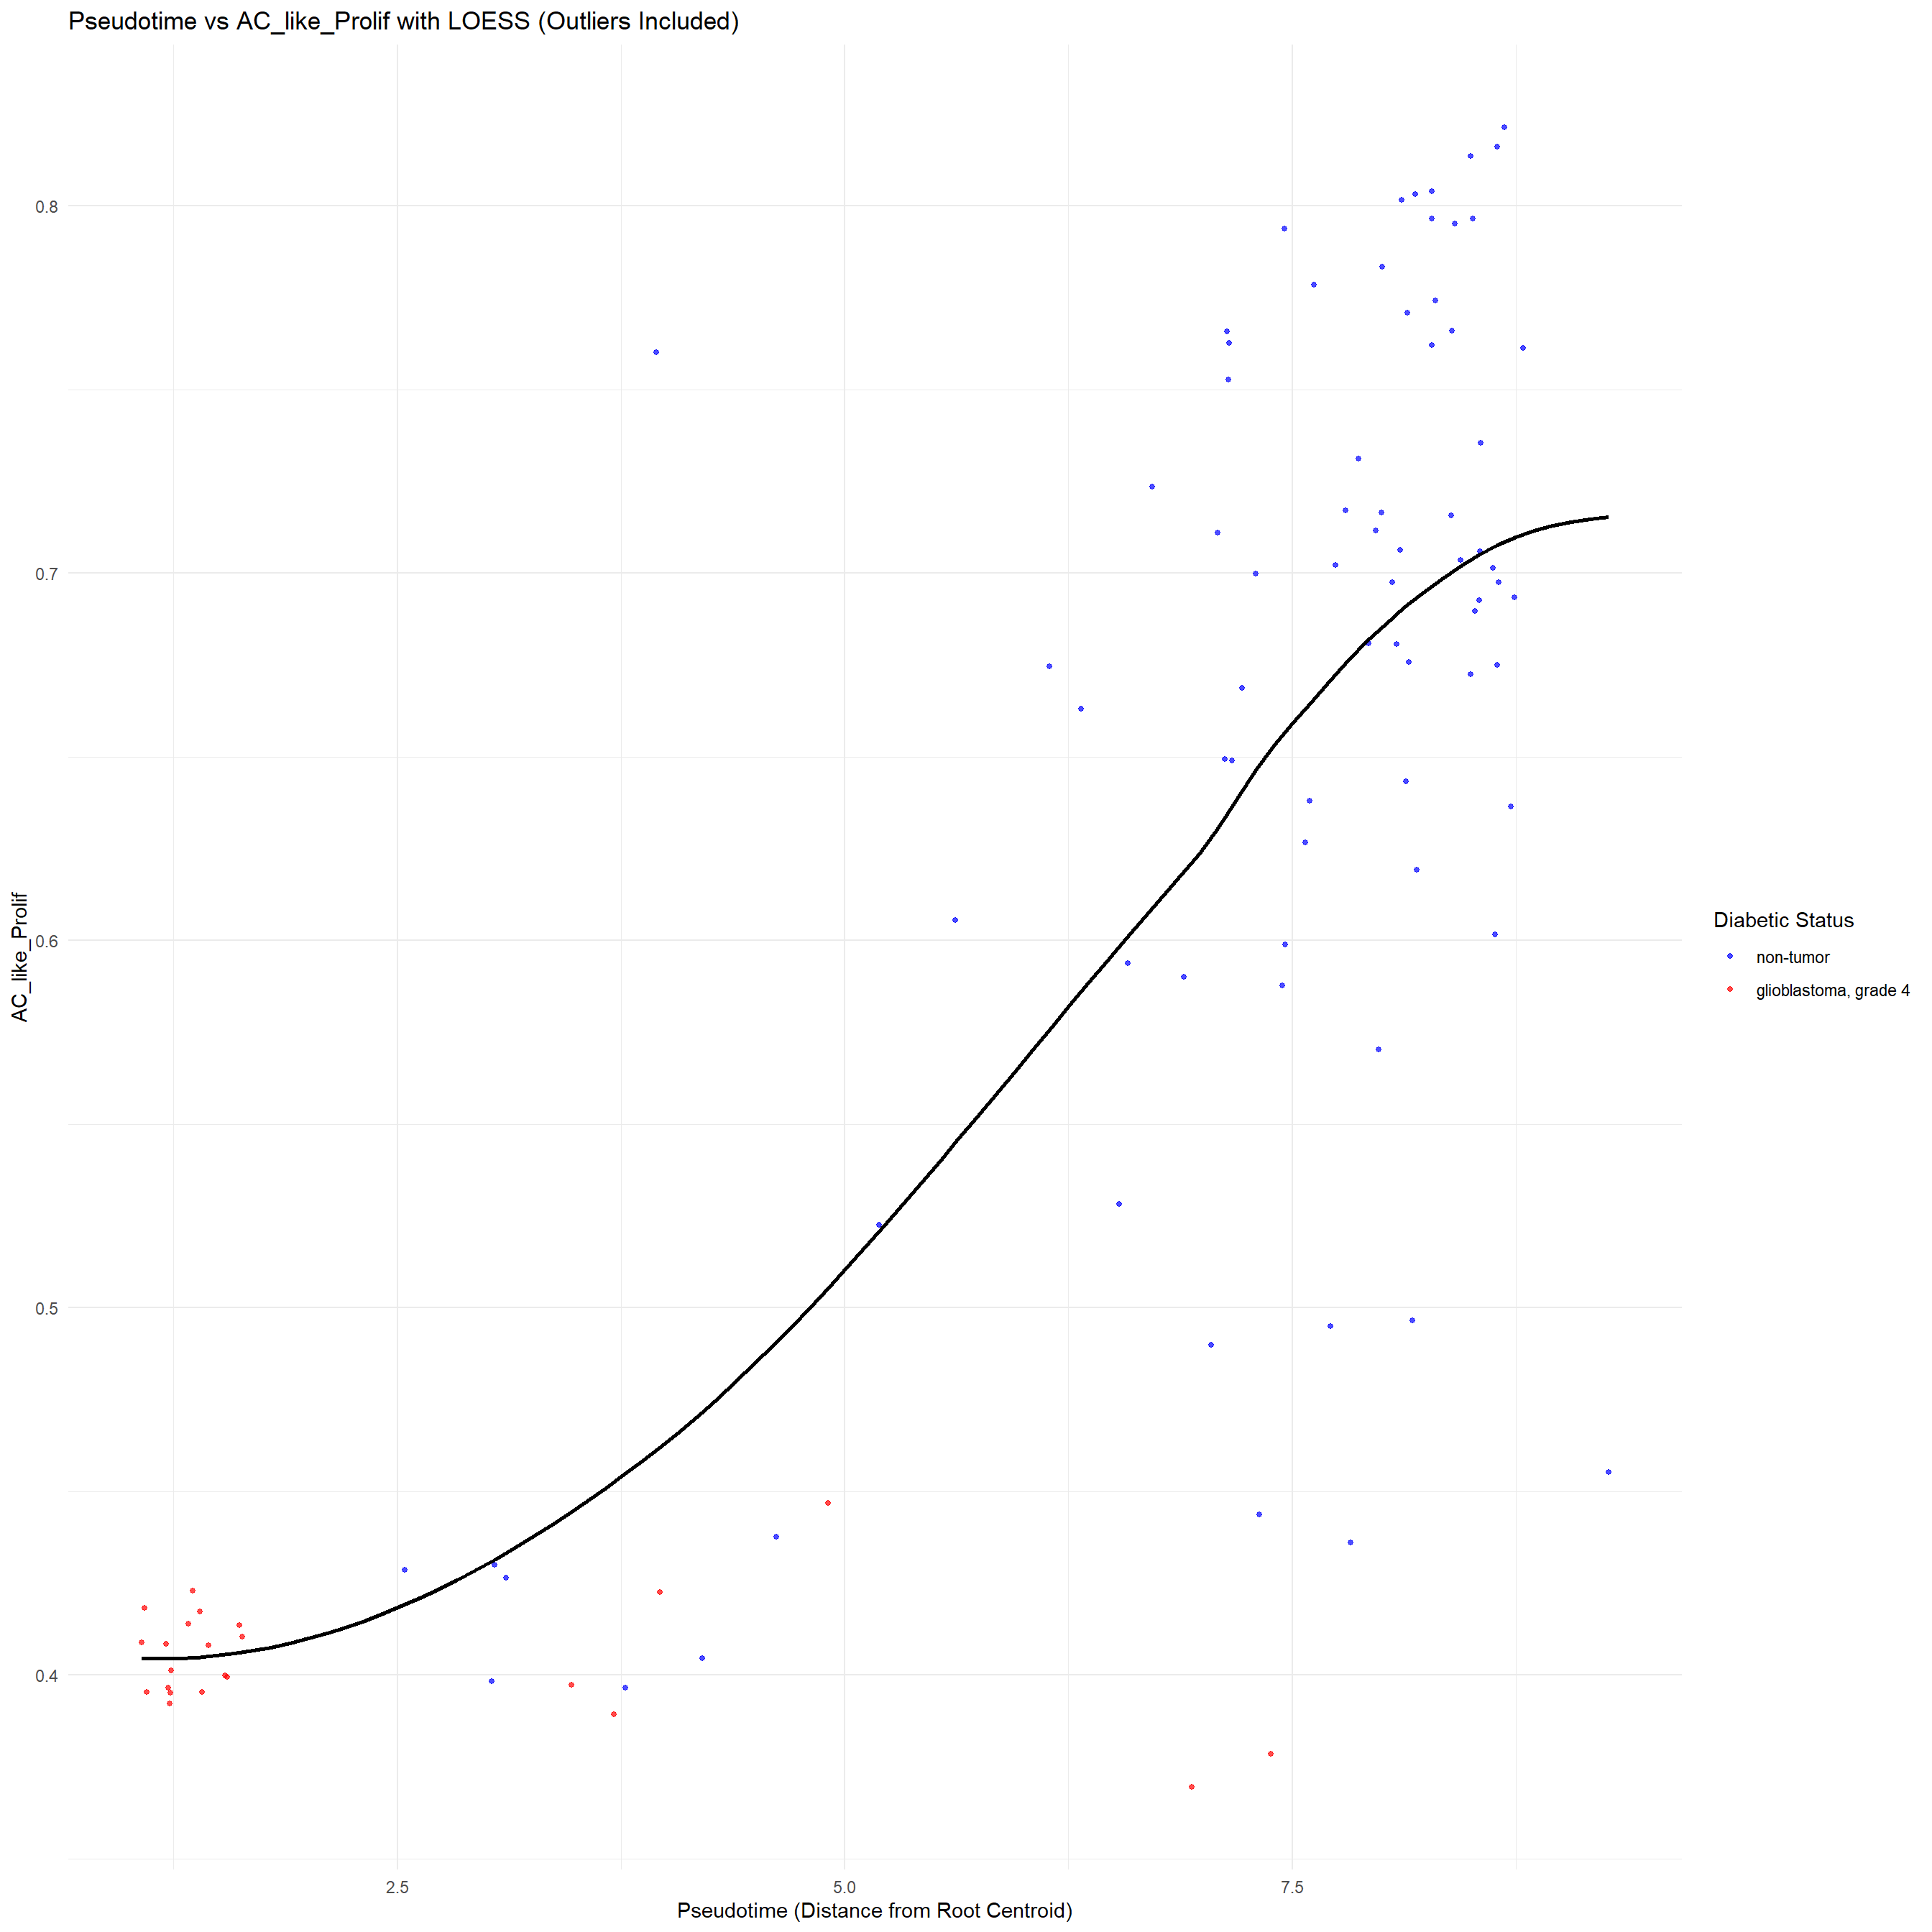 Pseudotime vs AC_like_Prolif with LOESS (Outliers Included)
0.8
0.7
0.6
0.5
0.4
AC_like_Prolif
2.5
5.0
7.5
Pseudotime (Distance from Root Centroid)
Diabetic Status
non-tumor
glioblastoma, grade 4